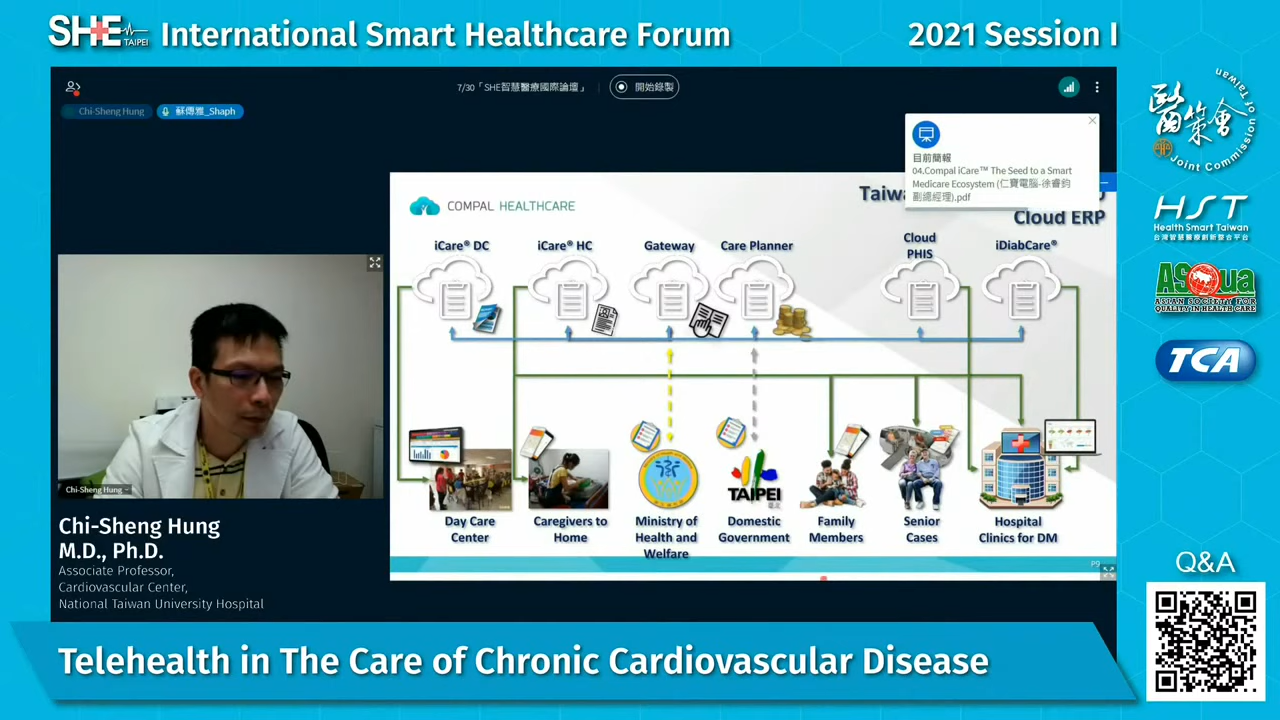 SHE TAIPEI International Smart Healthcare Forum
2021 Session I
7/30「SHE智慧醫療國際論壇」
開始錄製
Chi-Sheng Hung
蘇傳雅_Shaph
目前簡報
04.Compal iCare™ The Seed to a Smart
Medicare Ecosystem (仁寶電腦-徐睿鈞
副總經理).pdf
COMPAL HEALTHCARE
Cloud ERP
iCare® DC
iCare® HC
Gateway
Care Planner
Cloud
PHIS
iDiabCare®
TAIPEI
Day Care
Center
Caregivers to
Home
Ministry of
Health and
Welfare
Domestic
Government
Family
Members
Senior
Cases
Hospital
Clinics for DM
P9
Chi-Sheng Hung
Chi-Sheng Hung
M.D., Ph.D.
Associate Professor,
Cardiovascular Center,
National Taiwan University Hospital
Telehealth in The Care of Chronic Cardiovascular Disease
醫策會
Joint Commission of Taiwan
HST
Health Smart Taiwan
台灣智慧醫療創新整合平台
ASQua
ASIAN SOCIETY FOR
QUALITY IN HEALTH CARE
TCA
Q&A